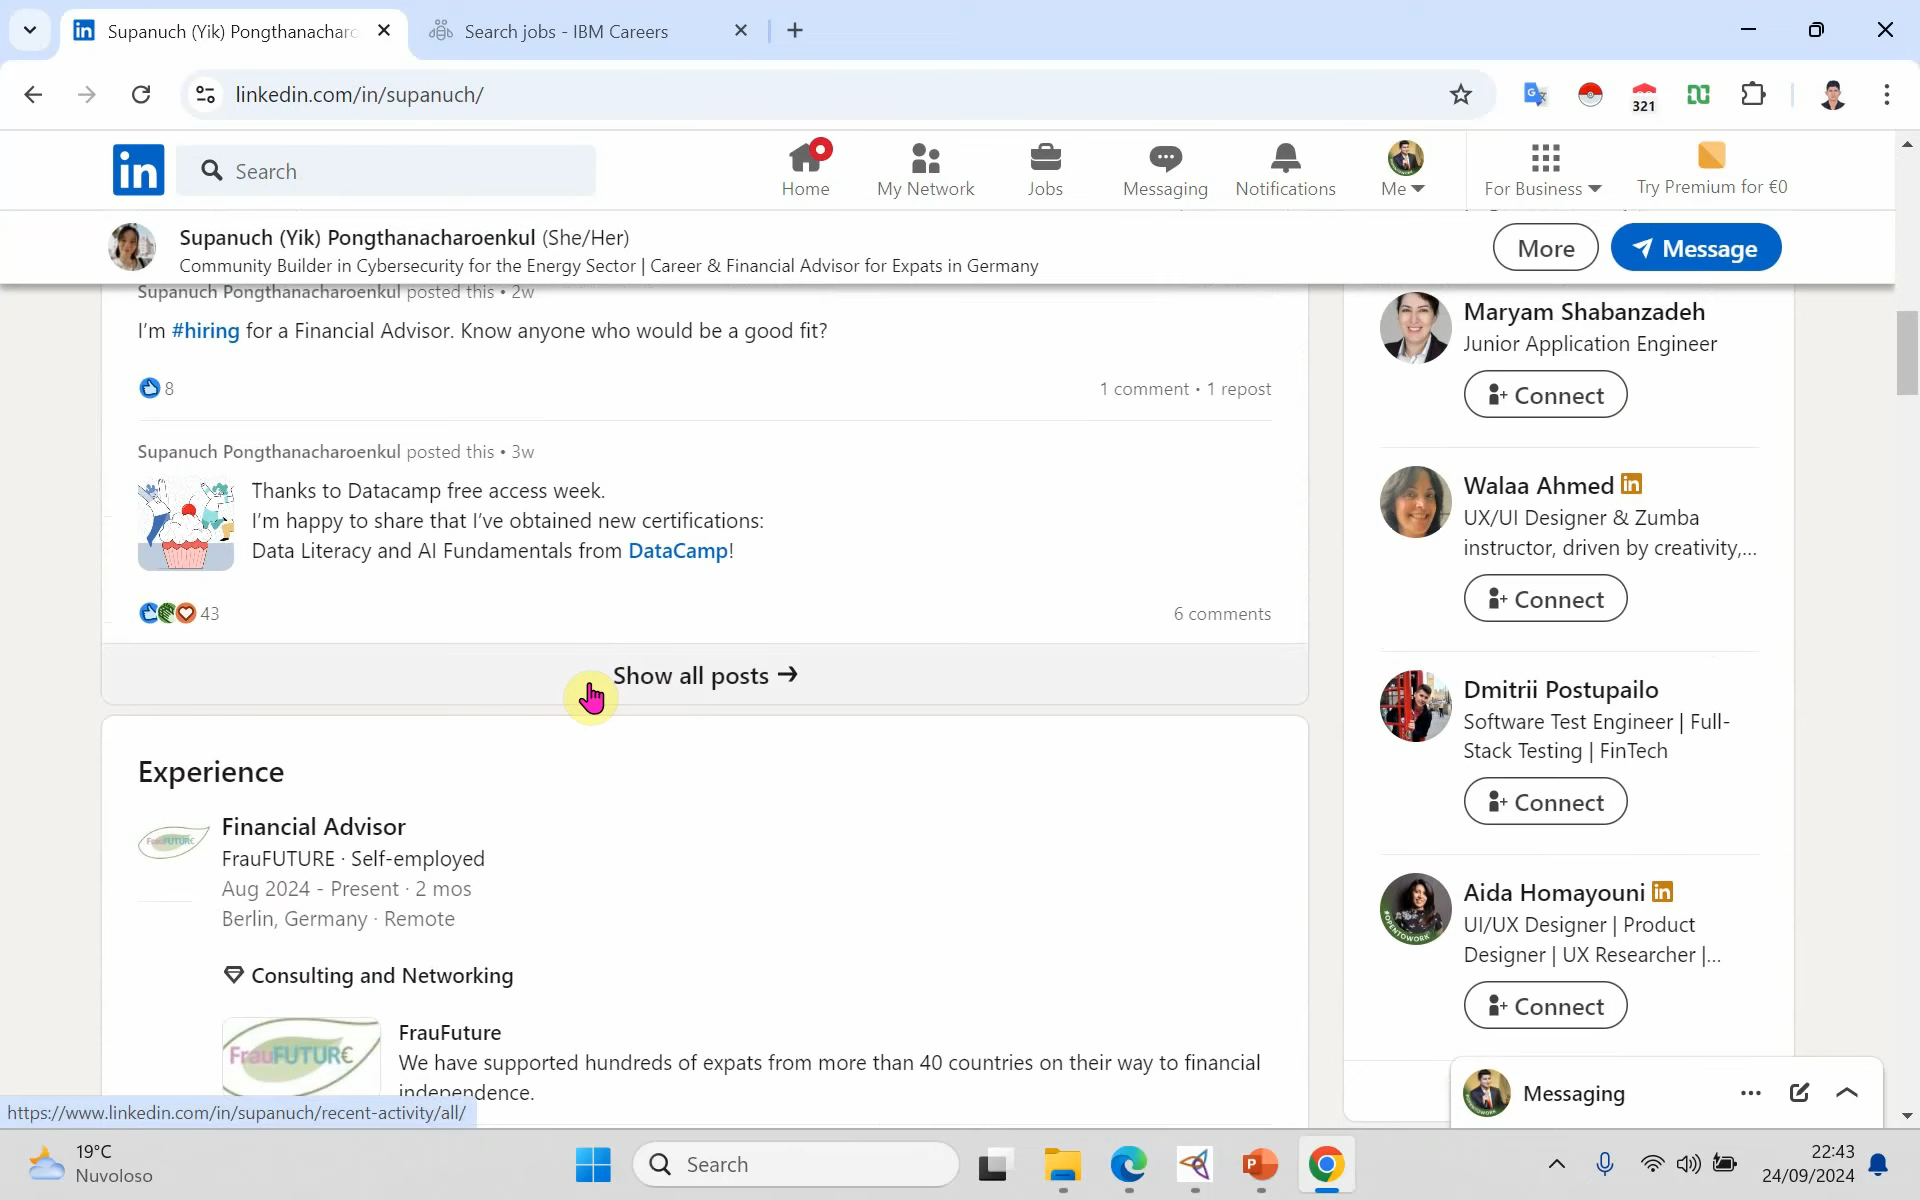 Supanuch (Yik) Pongthanacharo
Search jobs - IBM Careers
linkedin.com/in/supanuch/
321
in
Search
Home
My Network
Jobs
Messaging
Notifications
Me
For Business
Try Premium for €0
Supanuch (Yik) Pongthanacharoenkul (She/Her)
Community Builder in Cybersecurity for the Energy Sector | Career & Financial Advisor for Expats in Germany
More
Message
Supanuch Pongthanacharoenkul posted this • 2w
I'm #hiring for a Financial Advisor. Know anyone who would be a good fit?
8
1 comment • 1 repost
Supanuch Pongthanacharoenkul posted this • 3w
Thanks to Datacamp free access week.
I'm happy to share that I've obtained new certifications:
Data Literacy and AI Fundamentals from DataCamp!
43
6 comments
Show all posts →
Experience
FrauFUTURE
Financial Advisor
FrauFUTURE · Self-employed
Aug 2024 - Present · 2 mos
Berlin, Germany · Remote
Consulting and Networking
FrauFUTUR€
FrauFuture
We have supported hundreds of expats from more than 40 countries on their way to financial
independence.
Maryam Shabanzadeh
Junior Application Engineer
Connect
Walaa Ahmed in
UX/UI Designer & Zumba
instructor, driven by creativity,...
Connect
Dmitrii Postupailo
Software Test Engineer | Full-
Stack Testing | FinTech
Connect
#OPENTOWORK
Aida Homayouni in
UI/UX Designer | Product
Designer | UX Researcher |...
Connect
Messaging
https://www.linkedin.com/in/supanuch/recent-activity/all/
19°C
Nuvoloso
Search
22:43
24/09/2024